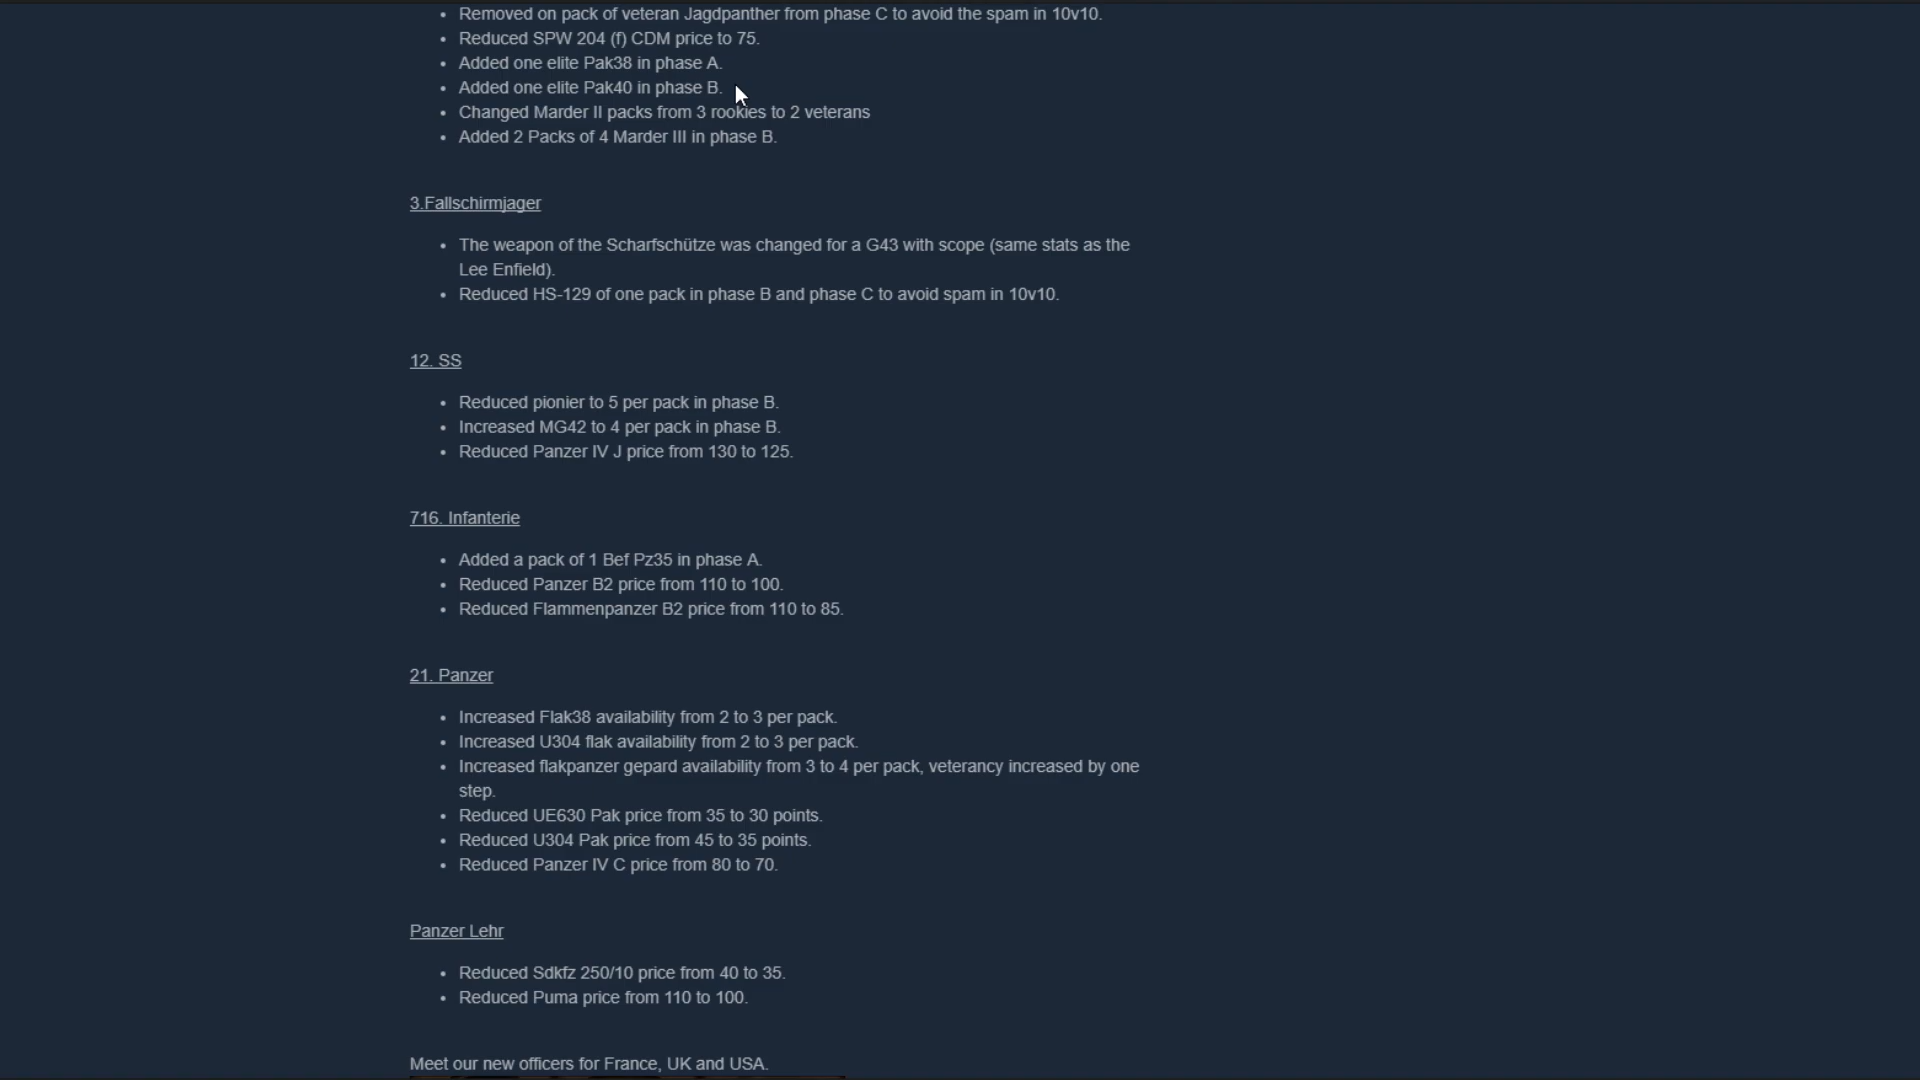 • Removed on pack of veteran Jagdpanther from phase C to avoid the spam in 10v10.
• Reduced SPW 204 (f) CDM price to 75.
• Added one elite Pak38 in phase A.
• Added one elite Pak40 in phase B.
• Changed Marder II packs from 3 rookies to 2 veterans
• Added 2 Packs of 4 Marder III in phase B.
3.Fallschirmjager
• The weapon of the Scharfschütze was changed for a G43 with scope (same stats as the
Lee Enfield).
• Reduced HS-129 of one pack in phase B and phase C to avoid spam in 10v10.
12. SS
• Reduced pionier to 5 per pack in phase B.
• Increased MG42 to 4 per pack in phase B.
• Reduced Panzer IV J price from 130 to 125.
716. Infanterie
• Added a pack of 1 Bef Pz35 in phase A.
• Reduced Panzer B2 price from 110 to 100.
• Reduced Flammenpanzer B2 price from 110 to 85.
21. Panzer
• Increased Flak38 availability from 2 to 3 per pack.
• Increased U304 flak availability from 2 to 3 per pack.
• Increased flakpanzer gepard availability from 3 to 4 per pack, veterancy increased by one
step.
• Reduced UE630 Pak price from 35 to 30 points.
• Reduced U304 Pak price from 45 to 35 points.
• Reduced Panzer IV C price from 80 to 70.
Panzer Lehr
• Reduced Sdkfz 250/10 price from 40 to 35.
• Reduced Puma price from 110 to 100.
Meet our new officers for France, UK and USA.